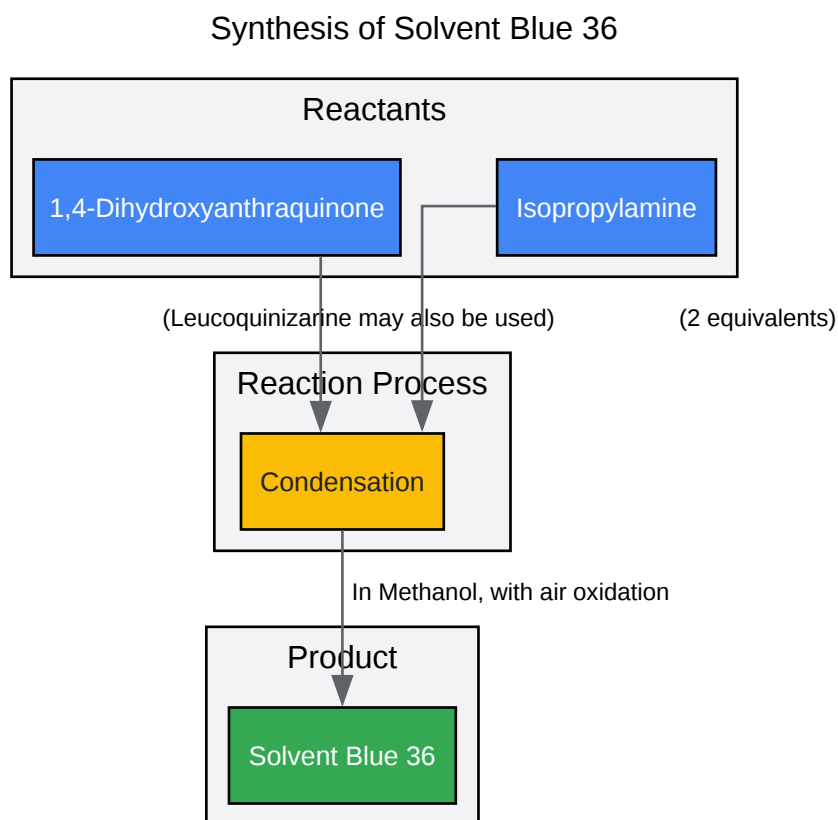 Synthesis of Solvent Blue 36
Reactants
1,4-Dihydroxyanthraquinone
Isopropylamine
(Leucoquinizarine may also be used)
(2 equivalents)
Reaction Process
Condensation
In Methanol, with air oxidation
Product
Solvent Blue 36